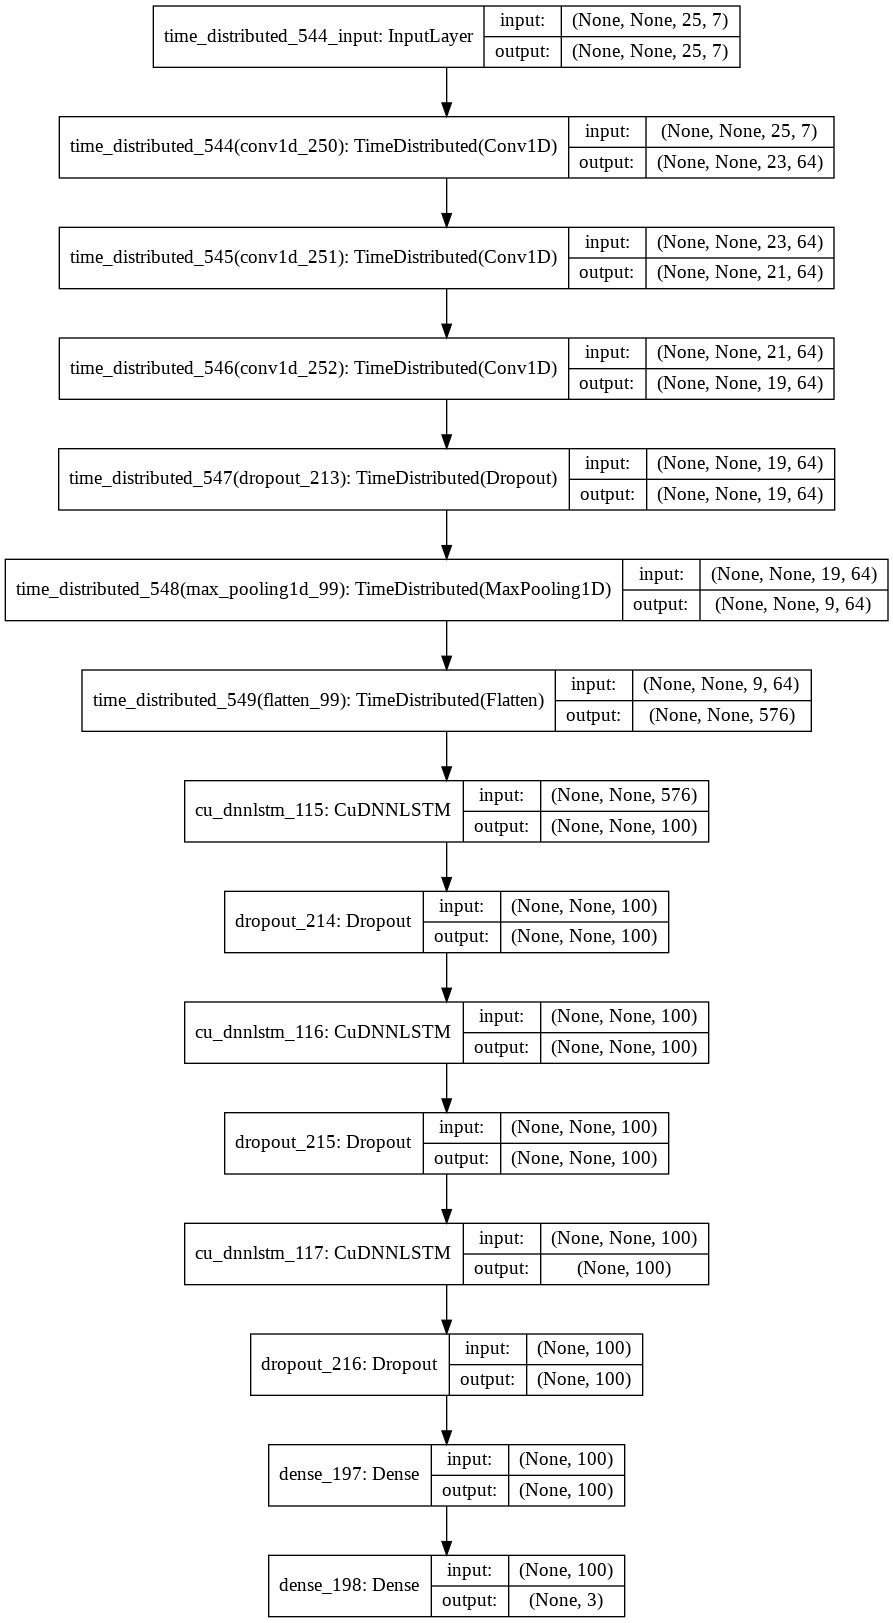 time_distributed_544_input: InputLayer
input: (None, None, 25, 7)
output: (None, None, 25, 7)
time_distributed_544(conv1d_250): TimeDistributed(Conv1D)
input: (None, None, 25, 7)
output: (None, None, 23, 64)
time_distributed_545(conv1d_251): TimeDistributed(Conv1D)
input: (None, None, 23, 64)
output: (None, None, 21, 64)
time_distributed_546(conv1d_252): TimeDistributed(Conv1D)
input: (None, None, 21, 64)
output: (None, None, 19, 64)
time_distributed_547(dropout_213): TimeDistributed(Dropout)
input: (None, None, 19, 64)
output: (None, None, 19, 64)
time_distributed_548(max_pooling1d_99): TimeDistributed(MaxPooling1D)
input: (None, None, 19, 64)
output: (None, None, 9, 64)
time_distributed_549(flatten_99): TimeDistributed(Flatten)
input: (None, None, 9, 64)
output: (None, None, 576)
cu_dnnlstm_115: CuDNNLSTM
input: (None, None, 576)
output: (None, None, 100)
dropout_214: Dropout
input: (None, None, 100)
output: (None, None, 100)
cu_dnnlstm_116: CuDNNLSTM
input: (None, None, 100)
output: (None, None, 100)
dropout_215: Dropout
input: (None, None, 100)
output: (None, None, 100)
cu_dnnlstm_117: CuDNNLSTM
input: (None, None, 100)
output: (None, 100)
dropout_216: Dropout
input: (None, 100)
output: (None, 100)
dense_197: Dense
input: (None, 100)
output: (None, 100)
dense_198: Dense
input: (None, 100)
output: (None, 3)